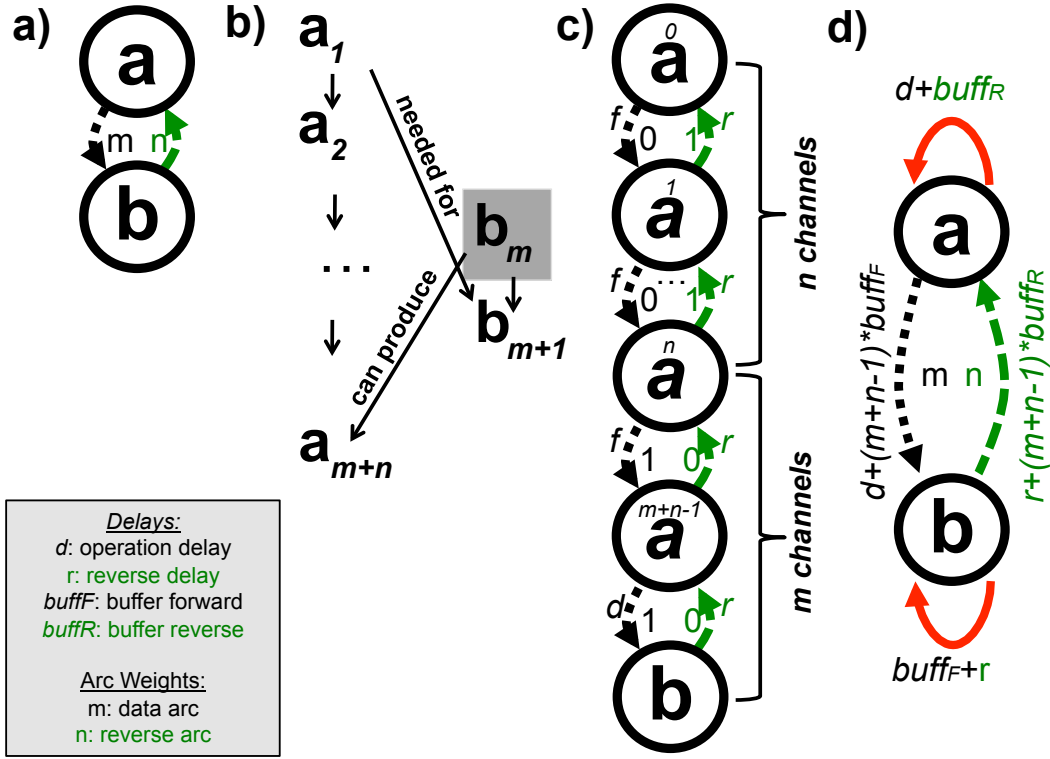 a)
a
m n
b
b)
a1
a2
...
am+n
needed for
bm
bm+1
can produce
c)
0
a
f 0 1 r
1
a
f 0 ... 1 r
n
a
f 1 0 r
m+n-1
a
d 1 0 r
b
n channels
m channels
d)
d+buffR
a
d+(m+n-1)*buffF
m n
r+(m+n-1)*buffR
b
buffF+r
Delays:
d: operation delay
r: reverse delay
buffF: buffer forward
buffR: buffer reverse
Arc Weights:
m: data arc
n: reverse arc